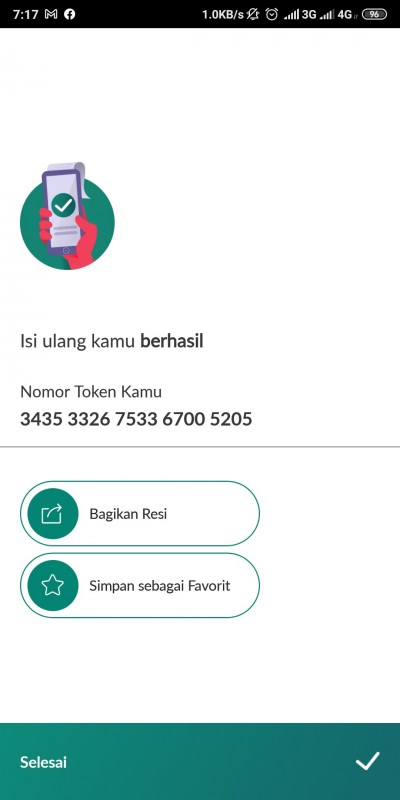 7:17 1.0KB/s 3G 4G 96
Isi ulang kamu berhasil
Nomor Token Kamu
3435 3326 7533 6700 5205
Bagikan Resi
Simpan sebagai Favorit
Selesai